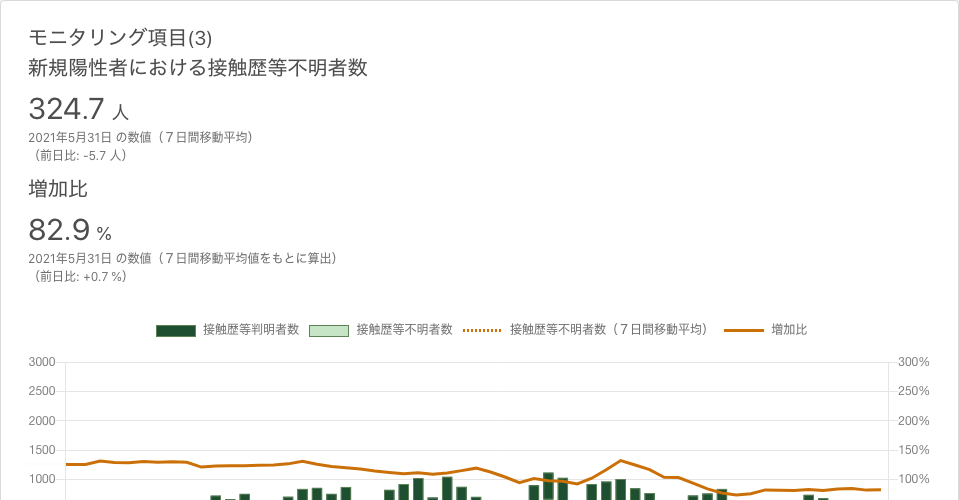 モニタリング項目(3)
新規陽性者における接触歴等不明者数
324.7 人
2021年5月31日 の数値（７日間移動平均）
（前日比: -5.7 人）
増加比
82.9 %
2021年5月31日 の数値（７日間移動平均値をもとに算出）
（前日比: +0.7 %）
接触歴等判明者数 接触歴等不明者数 接触歴等不明者数（７日間移動平均） 増加比
3000 300%
2500 250%
2000 200%
1500 150%
1000 100%